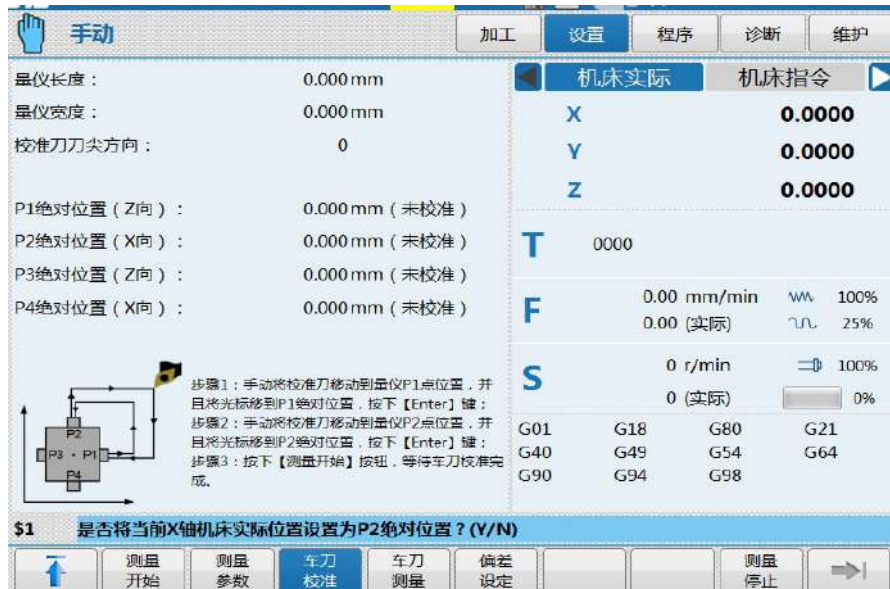 手动
加工 设置 程序 诊断 维护
量仪长度： 0.000mm
量仪宽度： 0.000mm
校准刀刀尖方向： 0
P1绝对位置（Z向）： 0.000mm（未校准）
P2绝对位置（X向）： 0.000mm（未校准）
P3绝对位置（Z向）： 0.000mm（未校准）
P4绝对位置（X向）： 0.000mm（未校准）
P2
P3 · P1
P4
步骤1：手动将校准刀移动到量仪P1点位置，并
且将光标移到P1绝对位置，按下【Enter】键；
步骤2：手动将校准刀移动到量仪P2点位置，并
且将光标移到P2绝对位置，按下【Enter】键；
步骤3：按下【测量开始】按钮，等待车刀校准完
成。
机床实际 机床指令
X 0.0000
Y 0.0000
Z 0.0000
T 0000
F 0.00 mm/min 100%
0.00 (实际) 25%
S 0 r/min 100%
0 (实际) 0%
G01 G18 G80 G21
G40 G49 G54 G64
G90 G94 G98
$1 是否将当前X轴机床实际位置设置为P2绝对位置？(Y/N)
测量
开始
测量
参数
车刀
校准
车刀
测量
偏差
设定
测量
停止